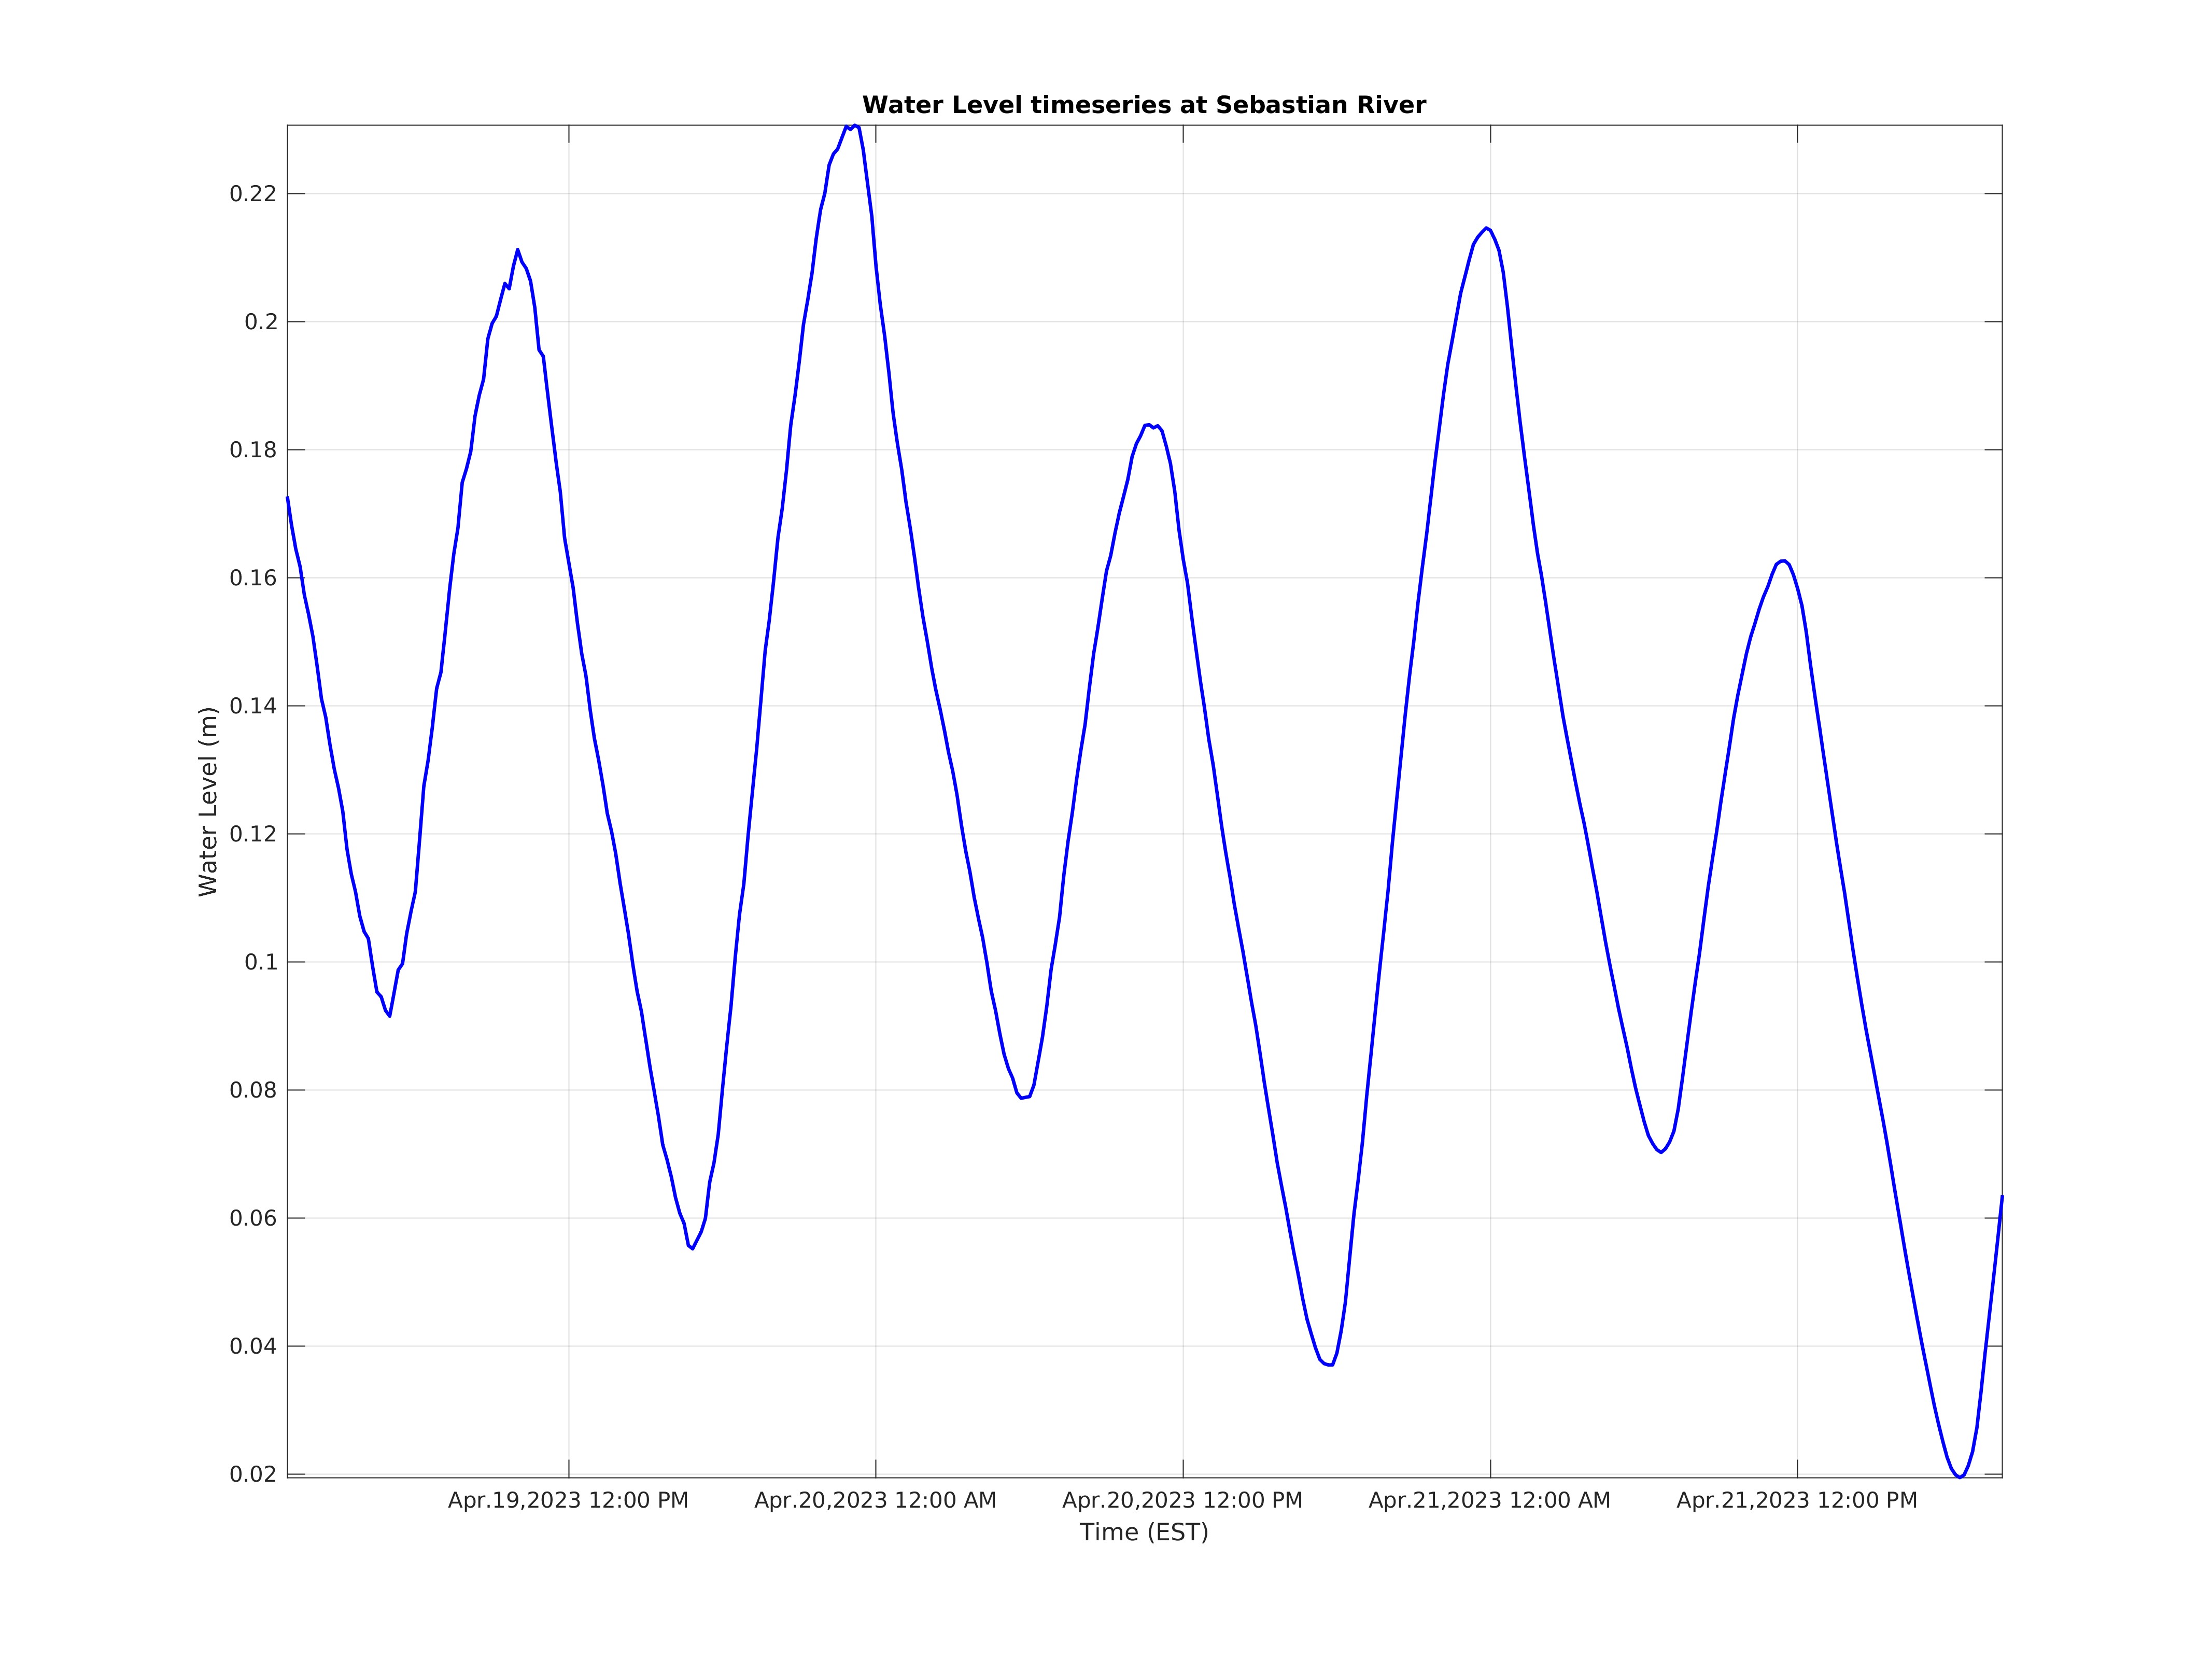 Water Level timeseries at Sebastian River
0.22
0.2
0.18
0.16
0.14
0.12
0.1
0.08
0.06
0.04
0.02
Water Level (m)
Apr.19,2023 12:00 PM
Apr.20,2023 12:00 AM
Apr.20,2023 12:00 PM
Apr.21,2023 12:00 AM
Apr.21,2023 12:00 PM
Time (EST)